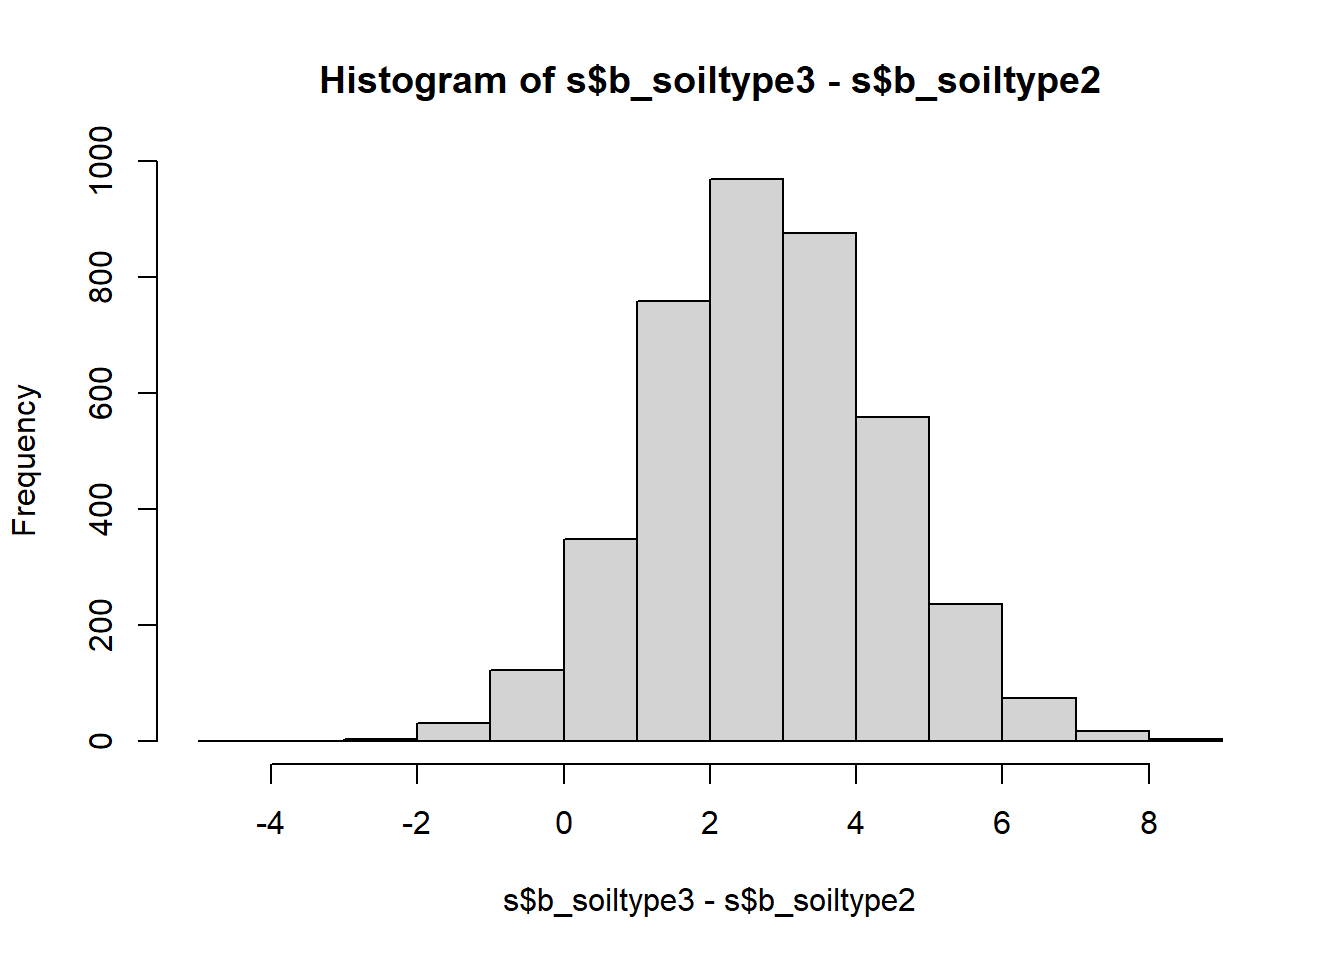 Histogram of s$b_soiltype3 - s$b_soiltype2
1000
800
600
400
200
0
Frequency
-4 -2 0 2 4 6 8
s$b_soiltype3 - s$b_soiltype2